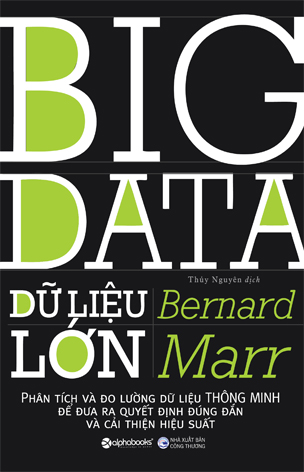 BIG
DATA
Thủy Nguyên dịch
DỮ LIỆU
LỚN
Bernard
Marr
PHÂN TÍCH VÀ ĐO LƯỜNG DỮ LIỆU THÔNG MINH
ĐỂ ĐƯA RA QUYẾT ĐỊNH ĐÚNG ĐẮN
VÀ CẢI THIỆN HIỆU SUẤT
alphabooks
NHÀ XUẤT BẢN
CÔNG THƯƠNG